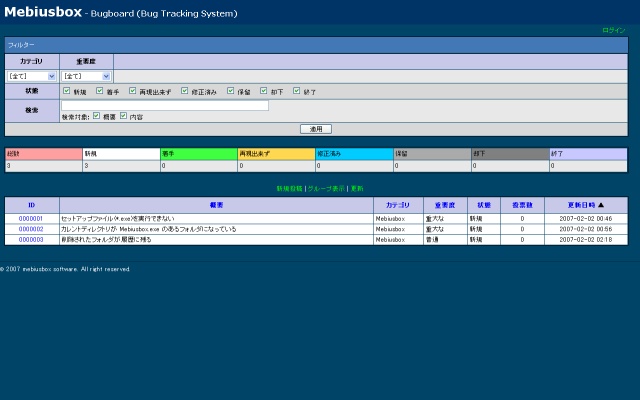 Mebiusbox - Bugboard (Bug Tracking System)
ログイン
フィルター
カテゴリ 重要度
[全て] [全て]
状態 新規 着手 再現出来ず 修正済み 保留 却下 終了
検索
検索対象: 概要 内容
適用
総数 新規 着手 再現出来ず 修正済み 保留 却下 終了
3 3 0 0 0 0 0 0
新規投稿 | グループ表示 | 更新
ID 概要 カテゴリ 重要度 状態 投票数 更新日時 ▲
0000001 セットアップファイル(*.exe)を実行できない Mebiusbox 重大な 新規 0 2007-02-02 00:46
0000002 カレントディレクトリが Mebiusbox.exe のあるフォルダになっている Mebiusbox 重大な 新規 0 2007-02-02 00:56
0000003 削除されたフォルダが履歴に残る Mebiusbox 普通 新規 0 2007-02-02 02:18
© 2007 mebiusbox software. All right reserved.